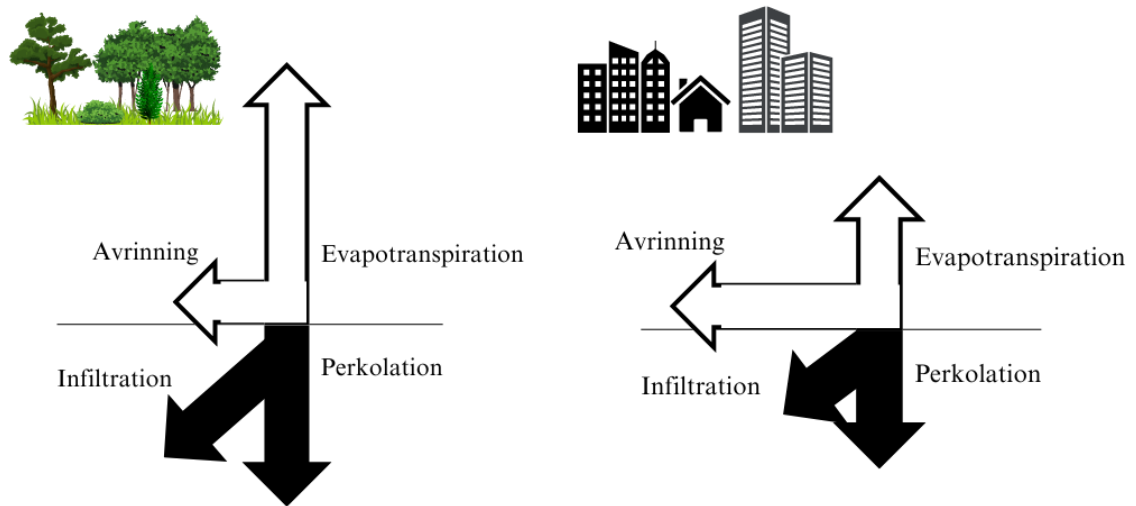 Avrinning
Evapotranspiration
Infiltration
Perkolation
Avrinning
Evapotranspiration
Infiltration
Perkolation